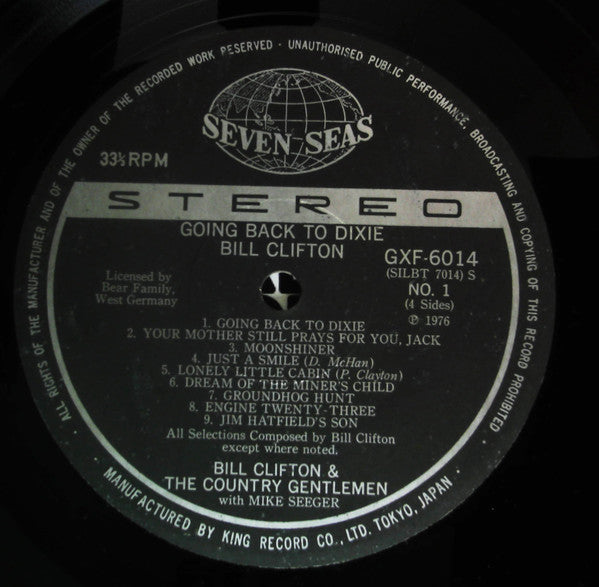 ALL RIGHTS OF THE MANUFACTURER AND OF THE OWNER OF THE RECORDED WORK RESERVED · UNAUTHORISED PUBLIC PERFORMANCE, BROADCASTING AND COPYING OF THIS RECORD PROHIBITED ·
SEVEN SEAS
33⅓ RPM
STEREO
GOING BACK TO DIXIE
BILL CLIFTON
GXF-6014
(SILBT 7014) S
NO. 1
(4 Sides)
℗ 1976
Licensed by
Bear Family,
West Germany
1. GOING BACK TO DIXIE
2. YOUR MOTHER STILL PRAYS FOR YOU, JACK
3. MOONSHINER
4. JUST A SMILE (D. McHan)
5. LONELY LITTLE CABIN (P. Clayton)
6. DREAM OF THE MINER'S CHILD
7. GROUNDHOG HUNT
8. ENGINE TWENTY-THREE
9. JIM HATFIELD'S SON
All Selections Composed by Bill Clifton
except where noted.
BILL CLIFTON &
THE COUNTRY GENTLEMEN
with MIKE SEEGER
MANUFACTURED BY KING RECORD CO., LTD. TOKYO, JAPAN ·